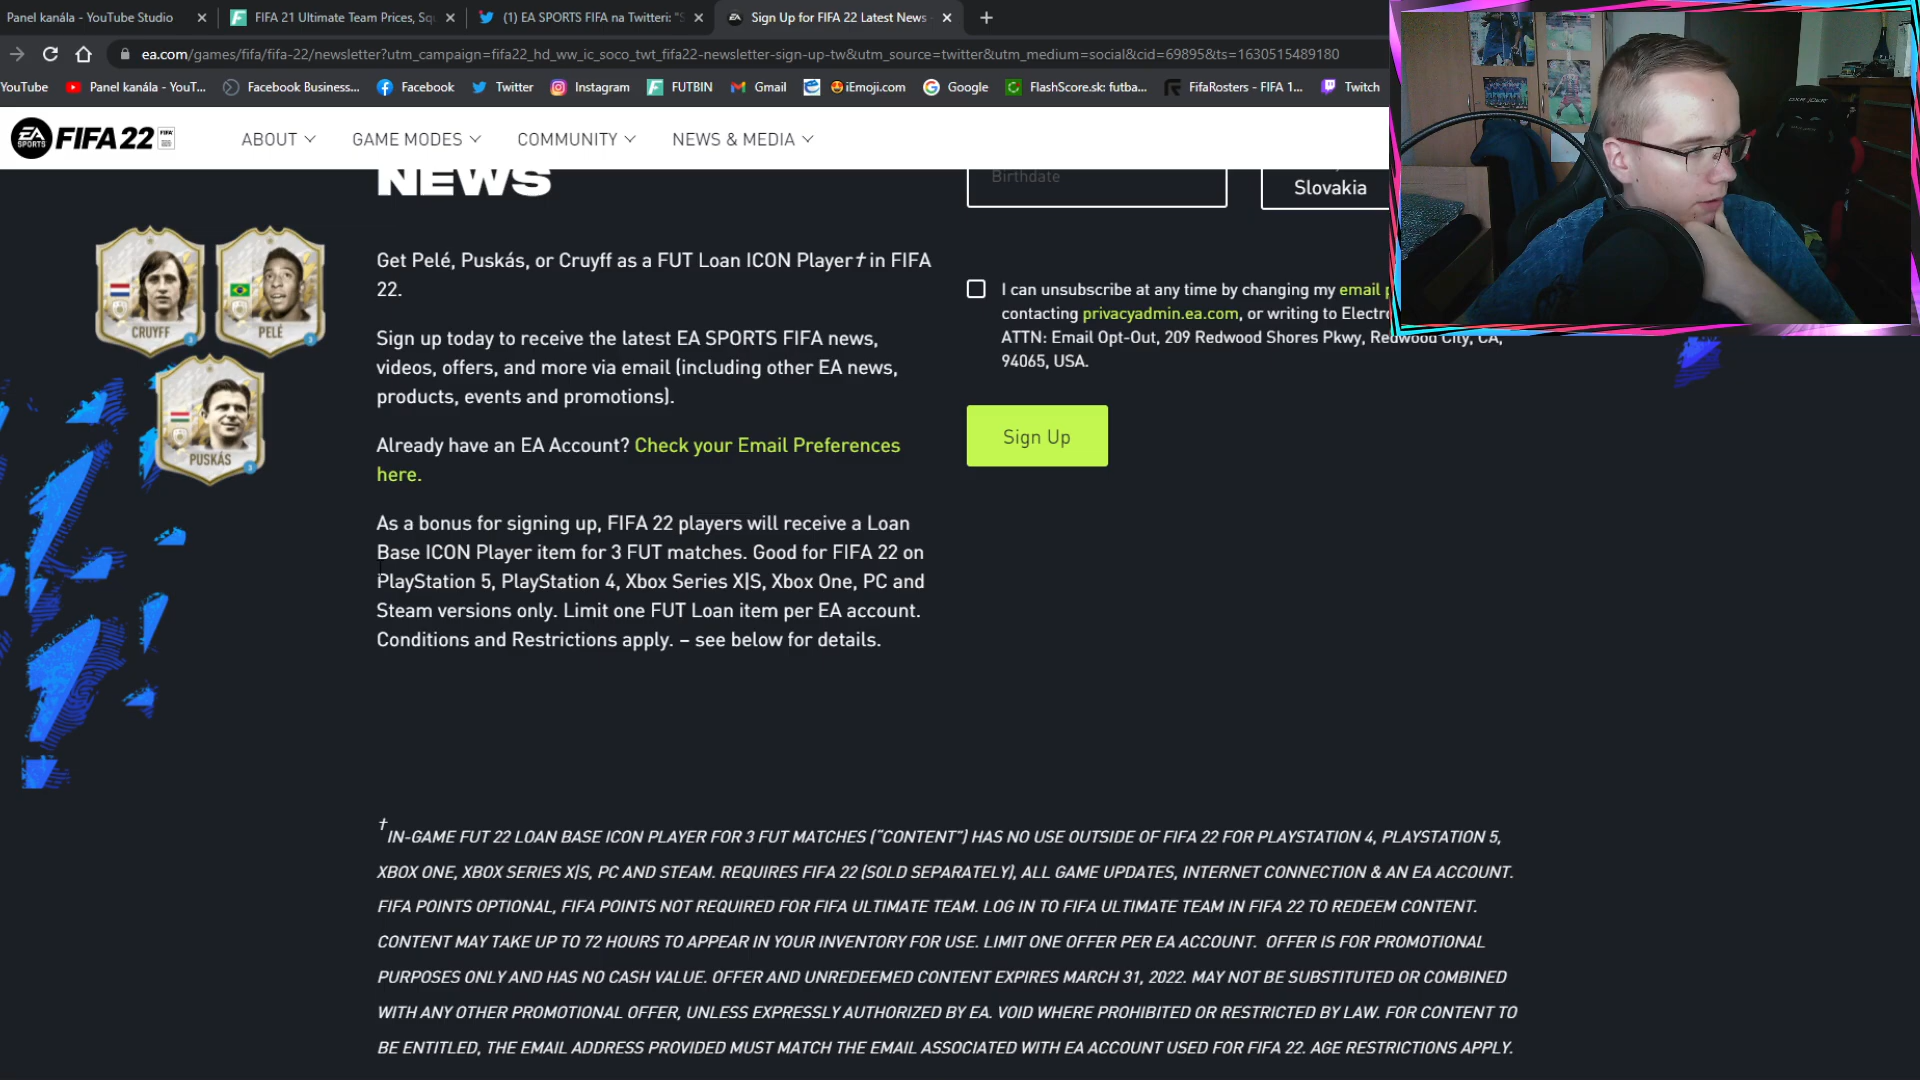 Panel kanála - YouTube Studio
FIFA 21 Ultimate Team Prices, Sq
(1) EA SPORTS FIFA na Twitteri: "S
Sign Up for FIFA 22 Latest News -
ea.com/games/fifa/fifa-22/newsletter?utm_campaign=fifa22_hd_ww_ic_soco_twt_fifa22-newsletter-sign-up-tw&utm_source=twitter&utm_medium=social&cid=69895&ts=1630515489180
YouTube
Panel kanála - YouT...
Facebook Business...
Facebook
Twitter
Instagram
FUTBIN
Gmail
iEmoji.com
Google
FlashScore.sk: futba...
FifaRosters - FIFA 1...
Twitch
EA SPORTS FIFA 22
ABOUT
GAME MODES
COMMUNITY
NEWS & MEDIA
NEWS
Birthdate
Slovakia
CRUYFF
PELÉ
PUSKÁS
Get Pelé, Puskás, or Cruyff as a FUT Loan ICON Player† in FIFA
22.
Sign up today to receive the latest EA SPORTS FIFA news,
videos, offers, and more via email (including other EA news,
products, events and promotions).
Already have an EA Account? Check your Email Preferences
here.
As a bonus for signing up, FIFA 22 players will receive a Loan
Base ICON Player item for 3 FUT matches. Good for FIFA 22 on
PlayStation 5, PlayStation 4, Xbox Series X|S, Xbox One, PC and
Steam versions only. Limit one FUT Loan item per EA account.
Conditions and Restrictions apply. – see below for details.
I can unsubscribe at any time by changing my email p
contacting privacyadmin.ea.com, or writing to Electro
ATTN: Email Opt-Out, 209 Redwood Shores Pkwy, Redwood City, CA,
94065, USA.
Sign Up
†IN-GAME FUT 22 LOAN BASE ICON PLAYER FOR 3 FUT MATCHES ("CONTENT") HAS NO USE OUTSIDE OF FIFA 22 FOR PLAYSTATION 4, PLAYSTATION 5,
XBOX ONE, XBOX SERIES X|S, PC AND STEAM. REQUIRES FIFA 22 (SOLD SEPARATELY), ALL GAME UPDATES, INTERNET CONNECTION & AN EA ACCOUNT.
FIFA POINTS OPTIONAL, FIFA POINTS NOT REQUIRED FOR FIFA ULTIMATE TEAM. LOG IN TO FIFA ULTIMATE TEAM IN FIFA 22 TO REDEEM CONTENT.
CONTENT MAY TAKE UP TO 72 HOURS TO APPEAR IN YOUR INVENTORY FOR USE. LIMIT ONE OFFER PER EA ACCOUNT. OFFER IS FOR PROMOTIONAL
PURPOSES ONLY AND HAS NO CASH VALUE. OFFER AND UNREDEEMED CONTENT EXPIRES MARCH 31, 2022. MAY NOT BE SUBSTITUTED OR COMBINED
WITH ANY OTHER PROMOTIONAL OFFER, UNLESS EXPRESSLY AUTHORIZED BY EA. VOID WHERE PROHIBITED OR RESTRICTED BY LAW. FOR CONTENT TO
BE ENTITLED, THE EMAIL ADDRESS PROVIDED MUST MATCH THE EMAIL ASSOCIATED WITH EA ACCOUNT USED FOR FIFA 22. AGE RESTRICTIONS APPLY.